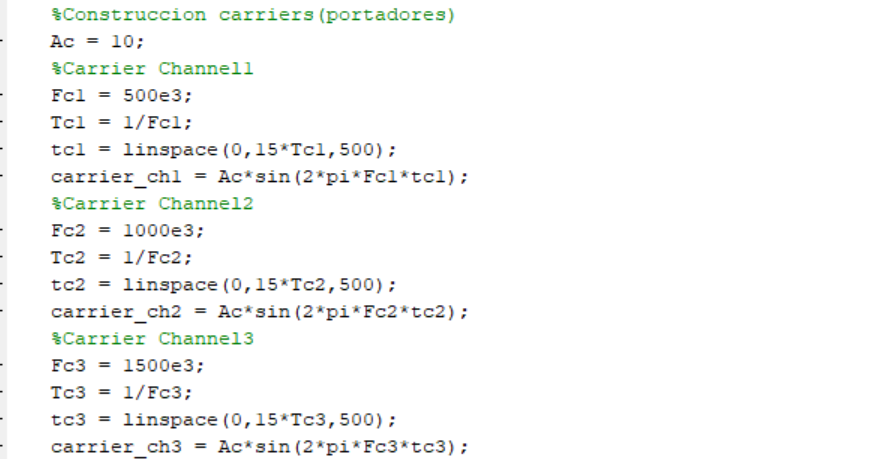 %Construccion carriers(portadores)
Ac = 10;
%Carrier Channel1
Fc1 = 500e3;
Tc1 = 1/Fc1;
tc1 = linspace(0,15*Tc1,500);
carrier_ch1 = Ac*sin(2*pi*Fc1*tc1);
%Carrier Channel2
Fc2 = 1000e3;
Tc2 = 1/Fc2;
tc2 = linspace(0,15*Tc2,500);
carrier_ch2 = Ac*sin(2*pi*Fc2*tc2);
%Carrier Channel3
Fc3 = 1500e3;
Tc3 = 1/Fc3;
tc3 = linspace(0,15*Tc3,500);
carrier_ch3 = Ac*sin(2*pi*Fc3*tc3);